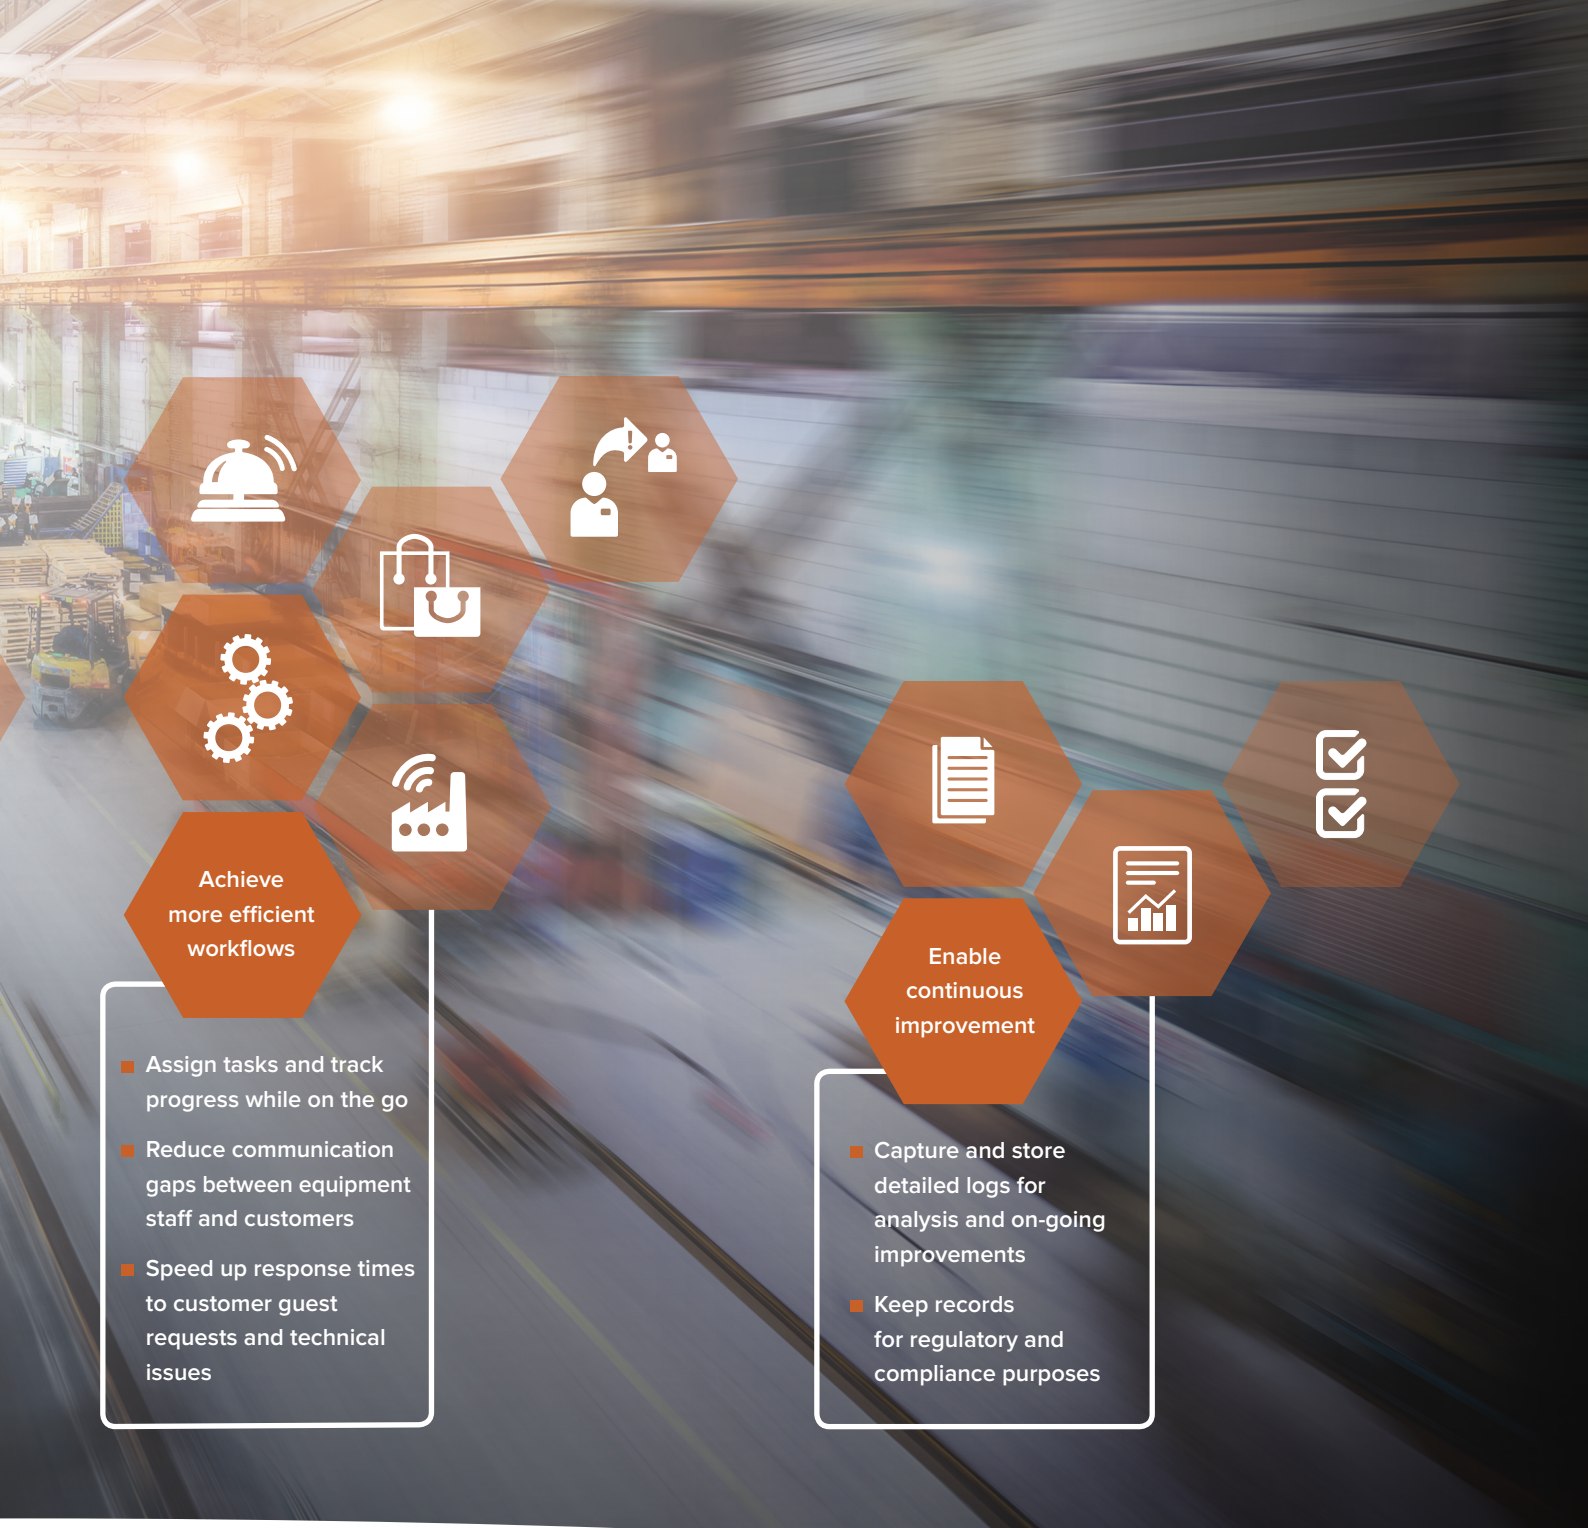 Achieve
more efficient
workflows
Assign tasks and track
progress while on the go
Reduce communication
gaps between equipment
staff and customers
Speed up response times
to customer guest
requests and technical
issues
Enable
continuous
improvement
Capture and store
detailed logs for
analysis and on-going
improvements
Keep records
for regulatory and
compliance purposes